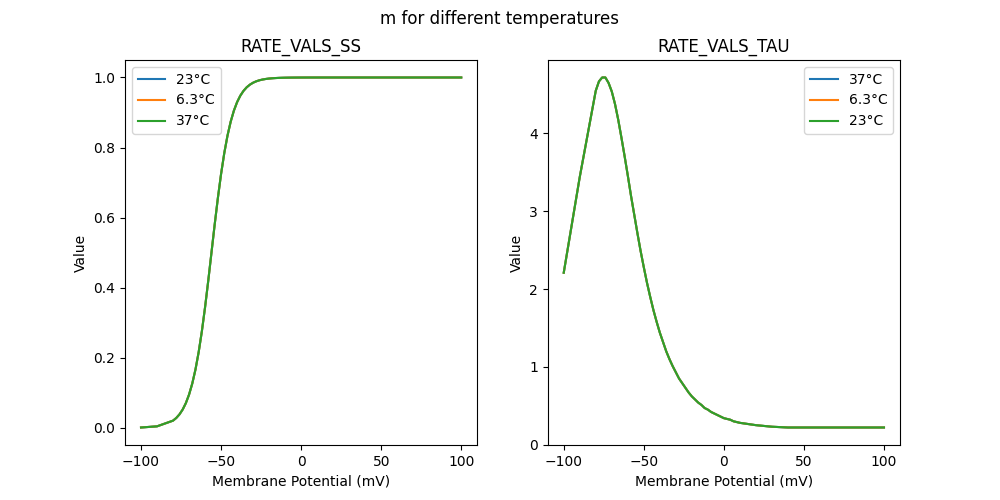 m for different temperatures
RATE_VALS_SS
1.0
0.8
0.6
0.4
0.2
0.0
Value
23°C
6.3°C
37°C
−100
−50
0
50
100
Membrane Potential (mV)
RATE_VALS_TAU
4
3
2
1
0
Value
37°C
6.3°C
23°C
−100
−50
0
50
100
Membrane Potential (mV)